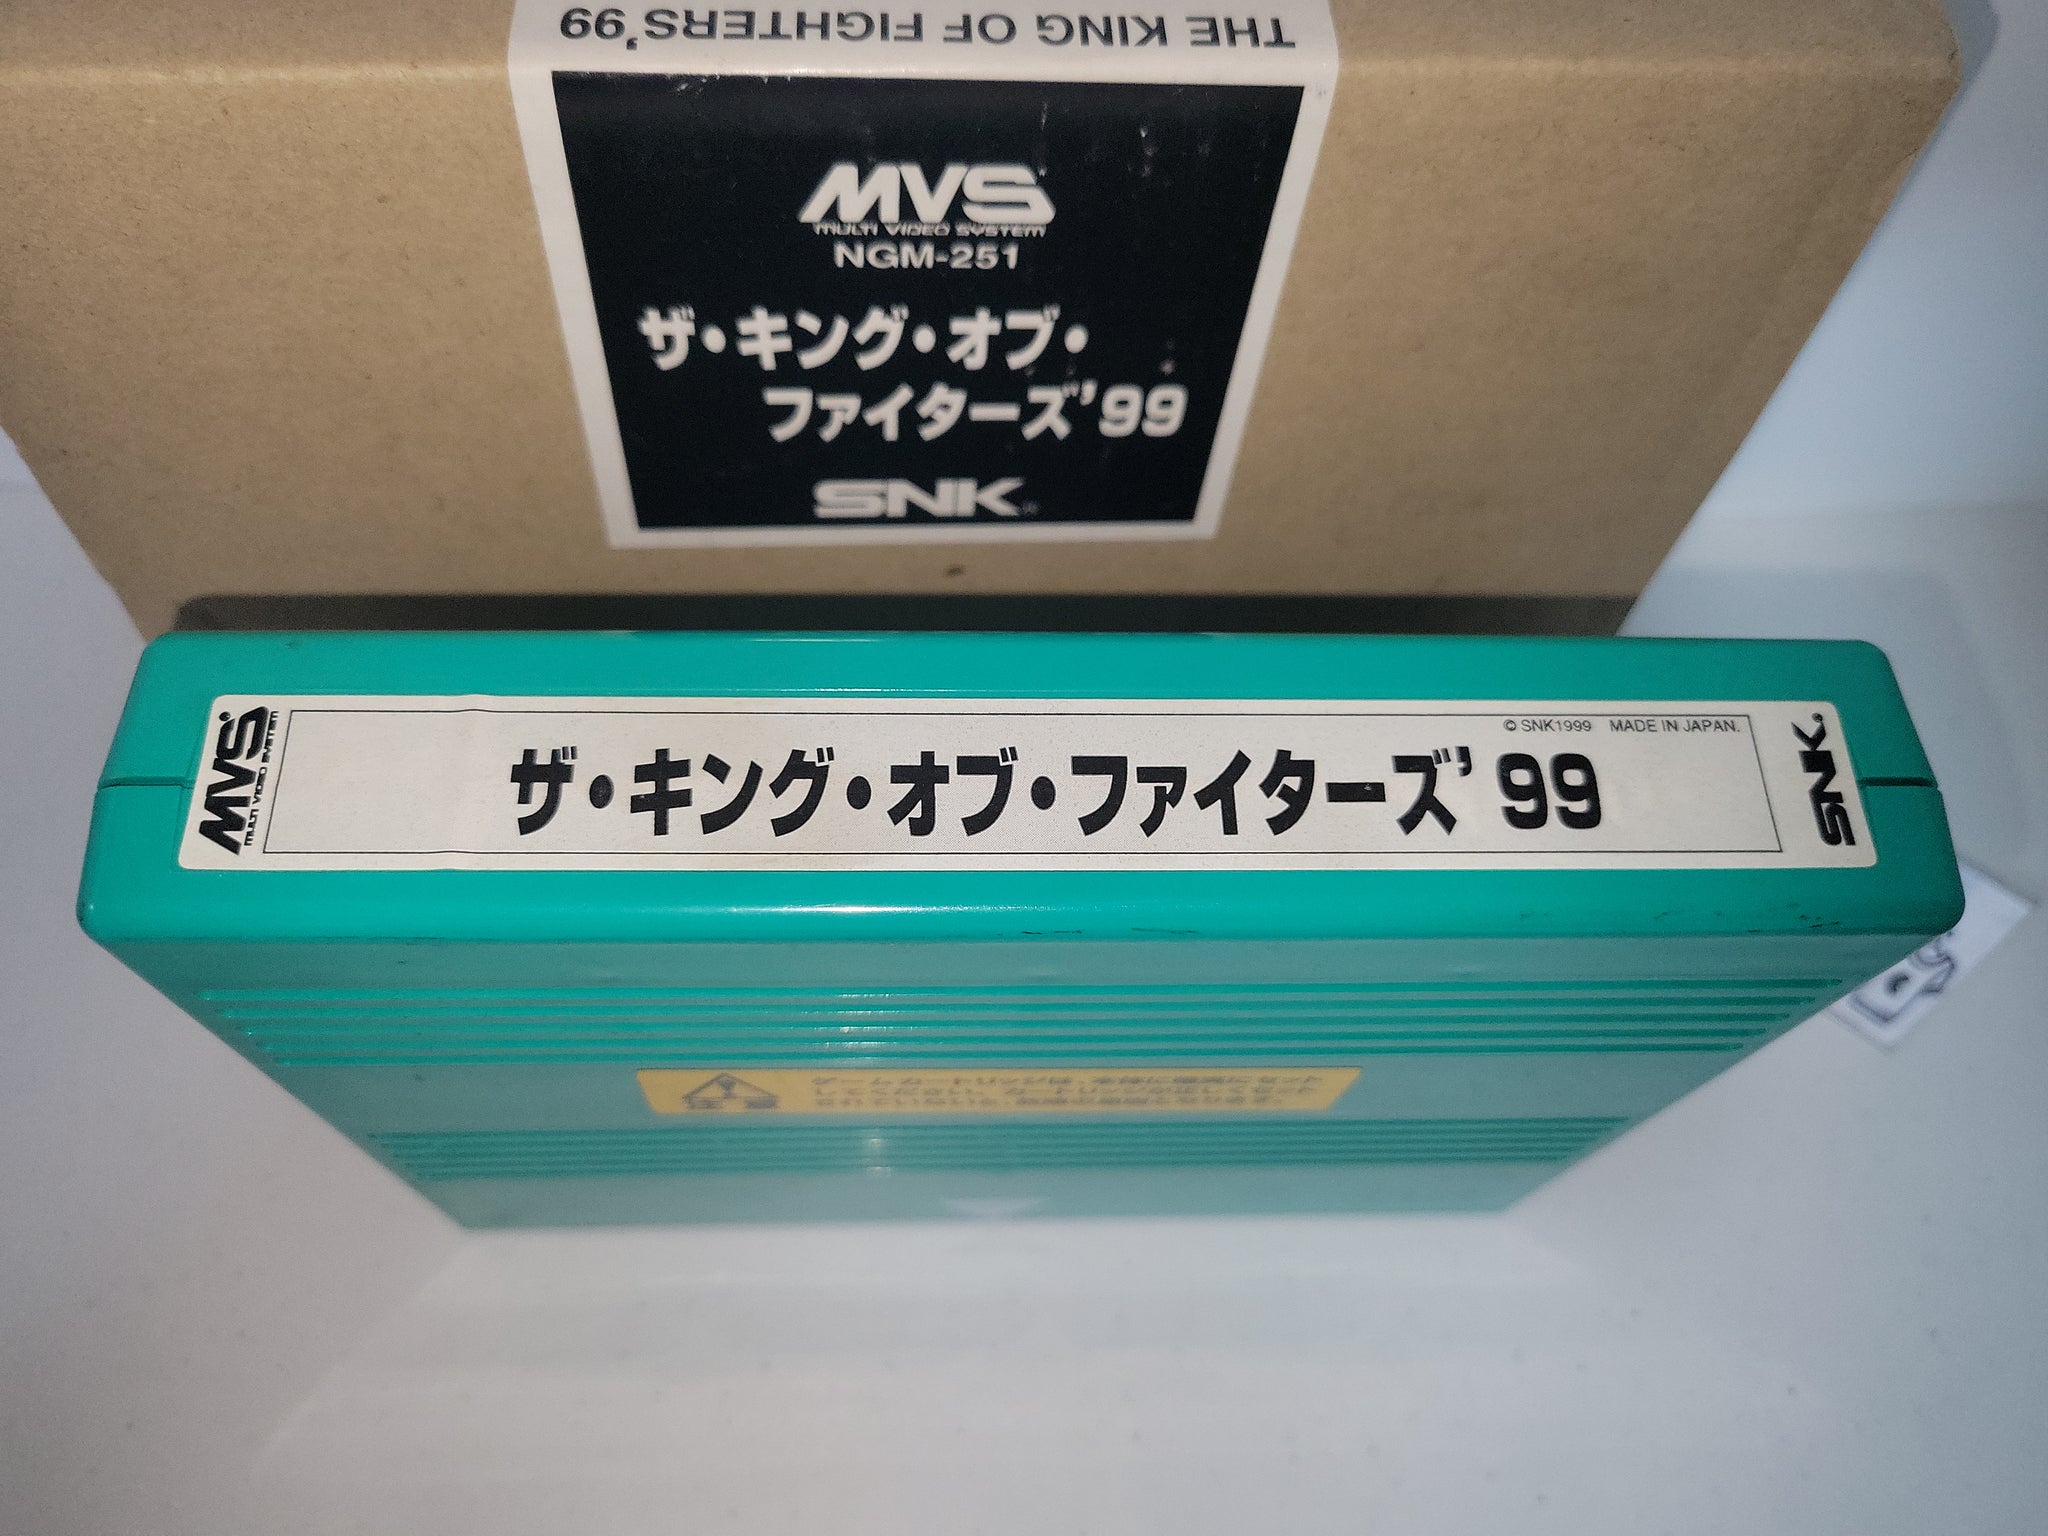 THE KING OF FIGHTERS'99
MVS
MULTI VIDEO SYSTEM
NGM-251
ザ・キング・オブ・
ファイターズ'99
SNK
MVS
MULTI VIDEO SYSTEM
©SNK1999 MADE IN JAPAN.
ザ・キング・オブ・ファイターズ'99
SNK